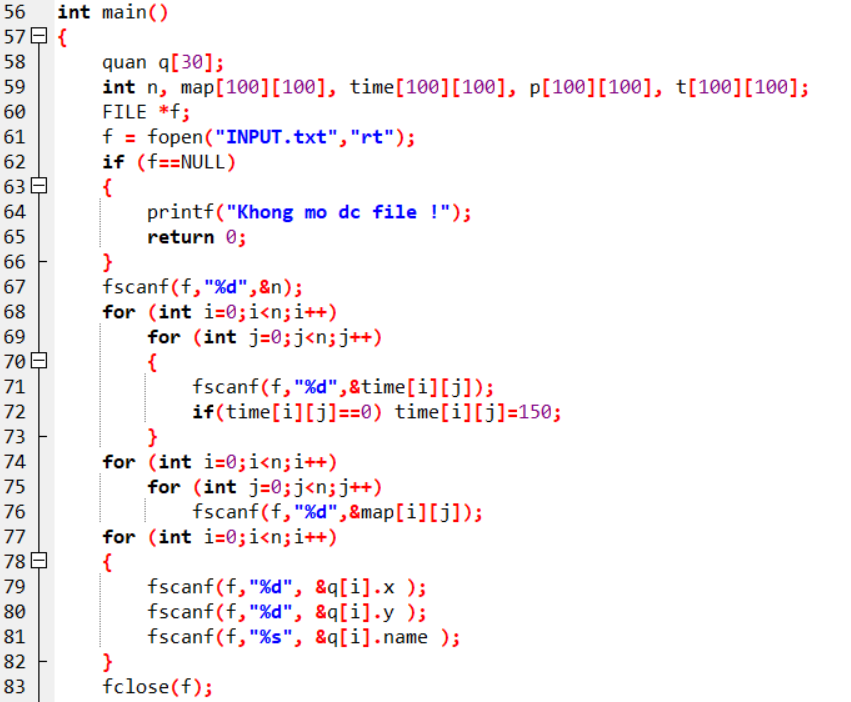 56 int main()
57 {
58 quan q[30];
59 int n, map[100][100], time[100][100], p[100][100], t[100][100];
60 FILE *f;
61 f = fopen("INPUT.txt","rt");
62 if (f==NULL)
63 {
64 printf("Khong mo dc file !");
65 return 0;
66 }
67 fscanf(f,"%d",&n);
68 for (int i=0;i<n;i++)
69 for (int j=0;j<n;j++)
70 {
71 fscanf(f,"%d",&time[i][j]);
72 if(time[i][j]==0) time[i][j]=150;
73 }
74 for (int i=0;i<n;i++)
75 for (int j=0;j<n;j++)
76 fscanf(f,"%d",&map[i][j]);
77 for (int i=0;i<n;i++)
78 {
79 fscanf(f,"%d", &q[i].x );
80 fscanf(f,"%d", &q[i].y );
81 fscanf(f,"%s", &q[i].name );
82 }
83 fclose(f);